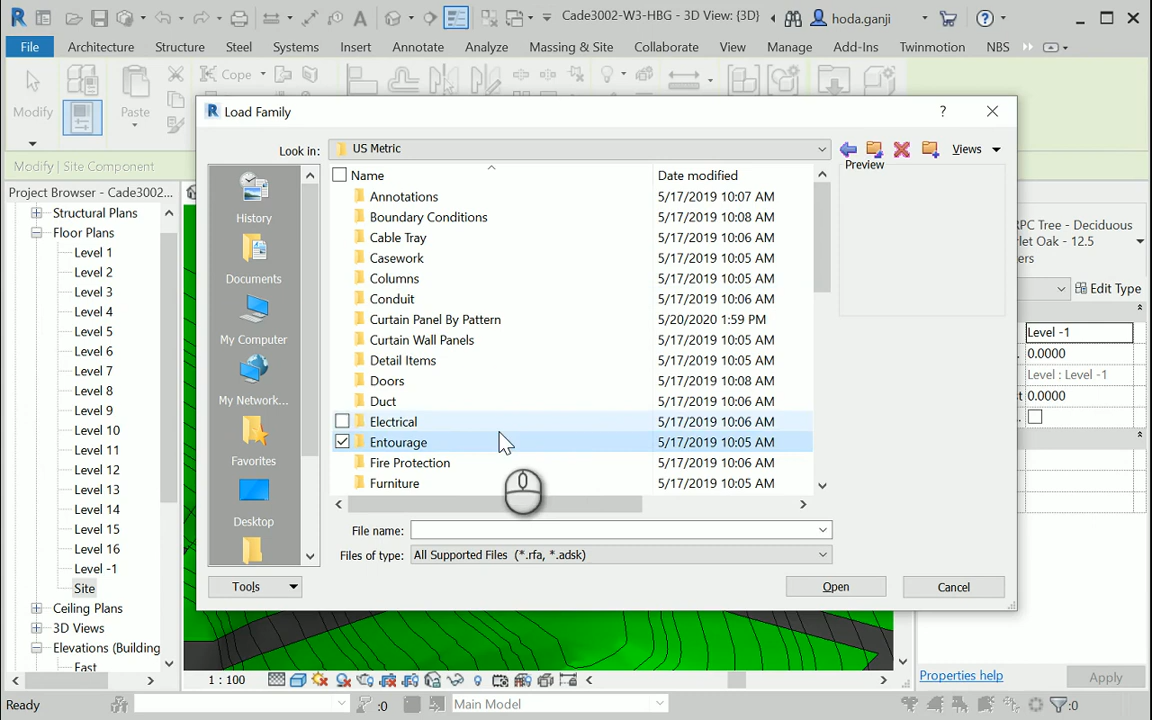 Cade3002-W3-HBG - 3D View: {3D}
hoda.ganji
File Architecture Structure Steel Systems Insert Annotate Analyze Massing & Site Collaborate View Manage Add-Ins Twinmotion NBS
Modify
Paste
Cope
Modify | Site Component
Load Family
Look in: US Metric Views
Project Browser - Cade3002...
Structural Plans
Floor Plans
Level 1
Level 2
Level 3
Level 4
Level 5
Level 6
Level 7
Level 8
Level 9
Level 10
Level 11
Level 12
Level 13
Level 14
Level 15
Level 16
Level -1
Site
Ceiling Plans
3D Views
Elevations (Building
East
History
Documents
My Computer
My Network...
Favorites
Desktop
Name Date modified
Annotations 5/17/2019 10:07 AM
Boundary Conditions 5/17/2019 10:08 AM
Cable Tray 5/17/2019 10:06 AM
Casework 5/17/2019 10:05 AM
Columns 5/17/2019 10:05 AM
Conduit 5/17/2019 10:06 AM
Curtain Panel By Pattern 5/20/2020 1:59 PM
Curtain Wall Panels 5/17/2019 10:05 AM
Detail Items 5/17/2019 10:05 AM
Doors 5/17/2019 10:08 AM
Duct 5/17/2019 10:06 AM
Electrical 5/17/2019 10:06 AM
Entourage 5/17/2019 10:05 AM
Fire Protection 5/17/2019 10:06 AM
Furniture 5/17/2019 10:05 AM
Preview
File name:
Files of type: All Supported Files (*.rfa, *.adsk)
Tools Open Cancel
RPC Tree - Deciduous
rlet Oak - 12.5
ers
Edit Type
Level -1
0.0000
Level : Level -1
0.0000
Properties help Apply
1 : 100
Ready
:0
Main Model
:0